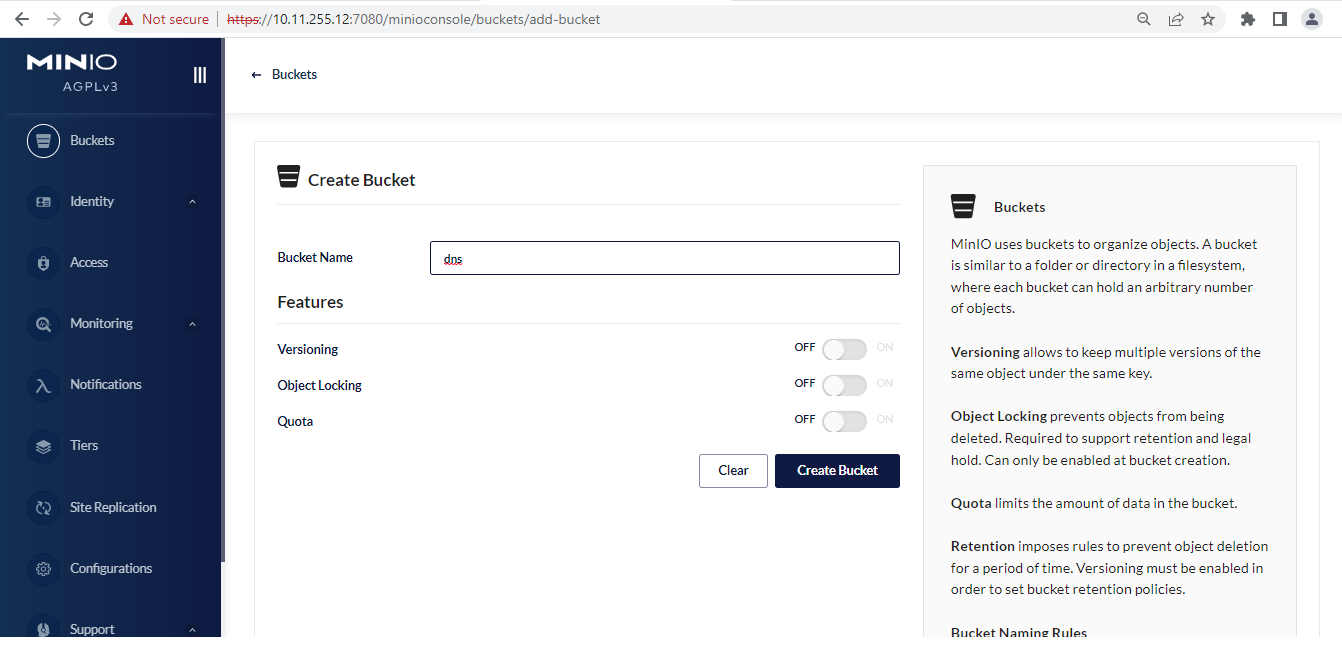 Not secure | https://10.11.255.12:7080/minioconsole/buckets/add-bucket
MINIO
AGPLv3
Buckets
Identity
Access
Monitoring
Notifications
Tiers
Site Replication
Configurations
Support
Buckets
Create Bucket
Bucket Name
dns
Features
Versioning OFF ON
Object Locking OFF ON
Quota OFF ON
Clear Create Bucket
Buckets
MinIO uses buckets to organize objects. A bucket
is similar to a folder or directory in a filesystem,
where each bucket can hold an arbitrary number
of objects.
Versioning allows to keep multiple versions of the
same object under the same key.
Object Locking prevents objects from being
deleted. Required to support retention and legal
hold. Can only be enabled at bucket creation.
Quota limits the amount of data in the bucket.
Retention imposes rules to prevent object deletion
for a period of time. Versioning must be enabled in
order to set bucket retention policies.
Bucket Naming Rules